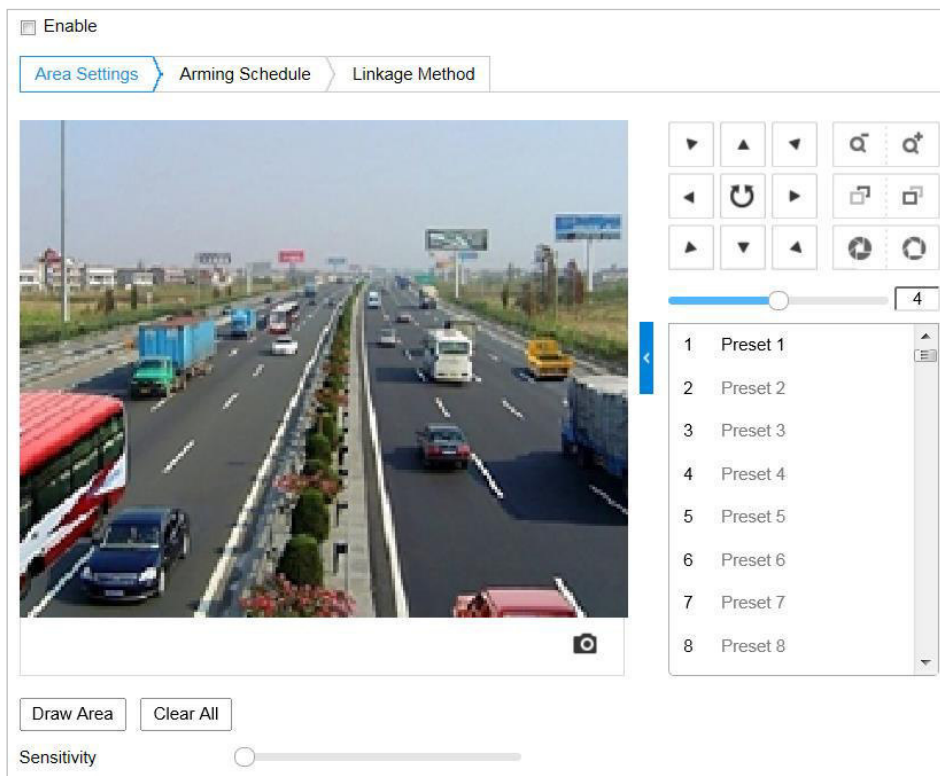 Enable
Area Settings
Arming Schedule
Linkage Method
4
1 Preset 1
2 Preset 2
3 Preset 3
4 Preset 4
5 Preset 5
6 Preset 6
7 Preset 7
8 Preset 8
Draw Area
Clear All
Sensitivity